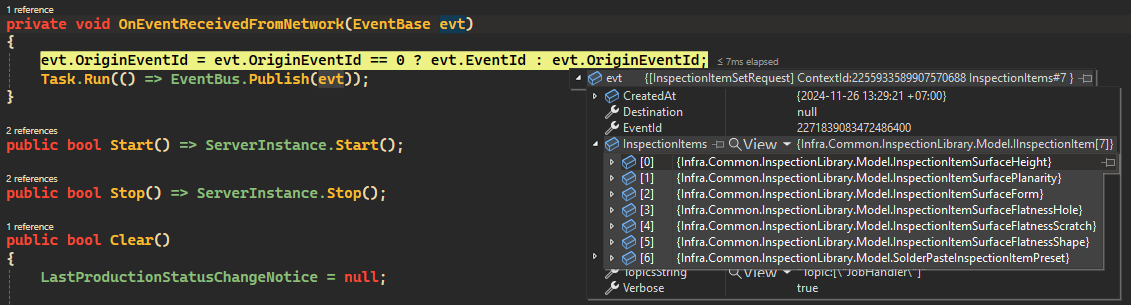 1 reference
private void OnEventReceivedFromNetwork(EventBase evt)
{
evt.OriginEventId = evt.OriginEventId == 0 ? evt.EventId : evt.OriginEventId; ≤ 7ms elapsed
Task.Run(() => EventBus.Publish(evt));
}
2 references
public bool Start() => ServerInstance.Start();
2 references
public bool Stop() => ServerInstance.Stop();
1 reference
public bool Clear()
{
LastProductionStatusChangeNotice = null;
evt {[InspectionItemSetRequest] ContextId:2255933589907570688 InspectionItems#7 }
CreatedAt {2024-11-26 13:29:21 +07:00}
Destination null
EventId 2271839083472486400
InspectionItems View {Infra.Common.InspectionLibrary.Model.IInspectionItem[7]}
[0] {Infra.Common.InspectionLibrary.Model.InspectionItemSurfaceHeight}
[1] {Infra.Common.InspectionLibrary.Model.InspectionItemSurfacePlanarity}
[2] {Infra.Common.InspectionLibrary.Model.InspectionItemSurfaceForm}
[3] {Infra.Common.InspectionLibrary.Model.InspectionItemSurfaceFlatnessHole}
[4] {Infra.Common.InspectionLibrary.Model.InspectionItemSurfaceFlatnessScratch}
[5] {Infra.Common.InspectionLibrary.Model.InspectionItemSurfaceFlatnessShape}
[6] {Infra.Common.InspectionLibrary.Model.SolderPasteInspectionItemPreset}
TopicsString View "Topic:[\"JobHandler\"]"
Verbose true